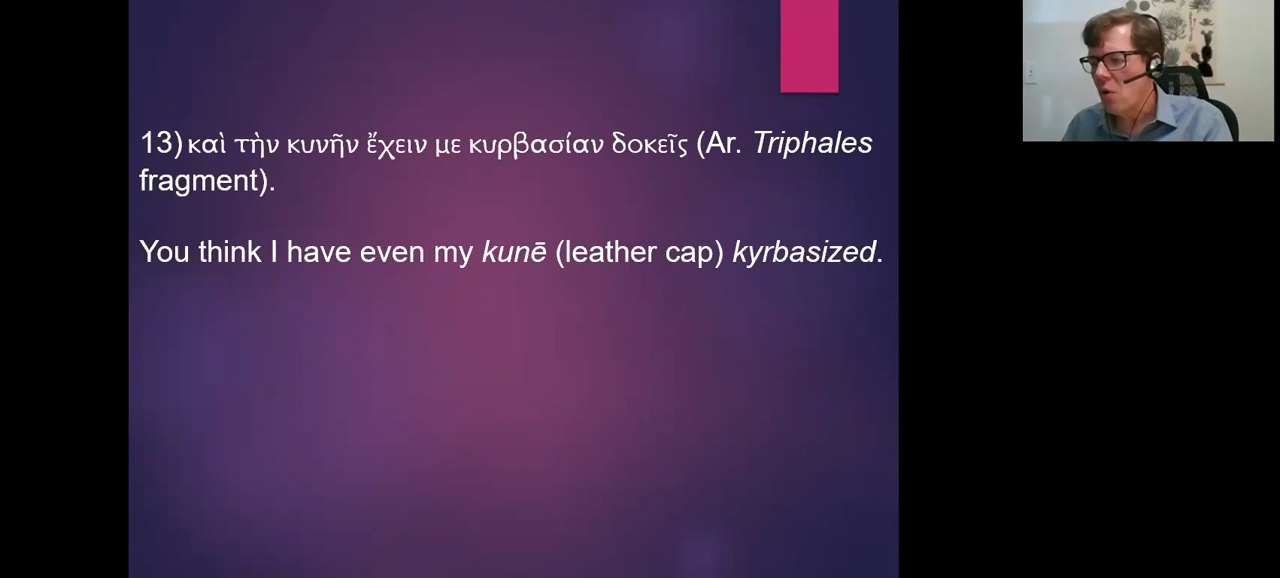 13) καὶ τὴν κυνῆν ἔχειν με κυρβασίαν δοκεῖς (Ar. Triphales
fragment).
You think I have even my kunē (leather cap) kyrbasized.